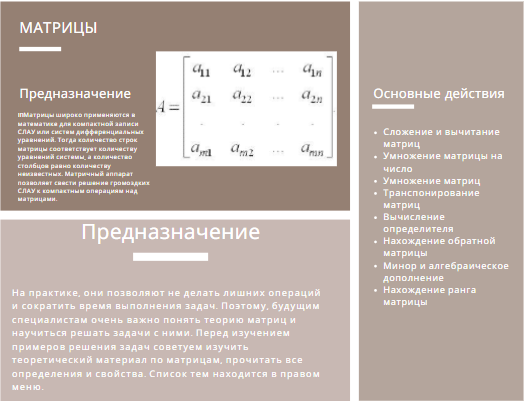 МАТРИЦЫ
Предназначение
mМатрицы широко применяются в
математике для компактной записи
СЛАУ или систем дифференциальных
уравнений. Тогда количество строк
матрицы соответствует количеству
уравнений системы, а количество
столбцов равно количеству
неизвестных. Матричный аппарат
позволяет свести решение громоздких
СЛАУ к компактным операциям над
матрицами.
a11 a12 ... a1n
A = a21 a22 ... a2n
. . . .
am1 am2 ... amn
Предназначение
На практике, они позволяют не делать лишних операций
и сократить время выполнения задач. Поэтому, будущим
специалистам очень важно понять теорию матриц и
научиться решать задачи с ними. Перед изучением
примеров решения задач советуем изучить
теоретический материал по матрицам, прочитать все
определения и свойства. Список тем находится в правом
меню.
Основные действия
• Сложение и вычитание
матриц
• Умножение матрицы на
число
• Умножение матриц
• Транспонирование
матриц
• Вычисление
определителя
• Нахождение обратной
матрицы
• Минор и алгебраическое
дополнение
• Нахождение ранга
матрицы